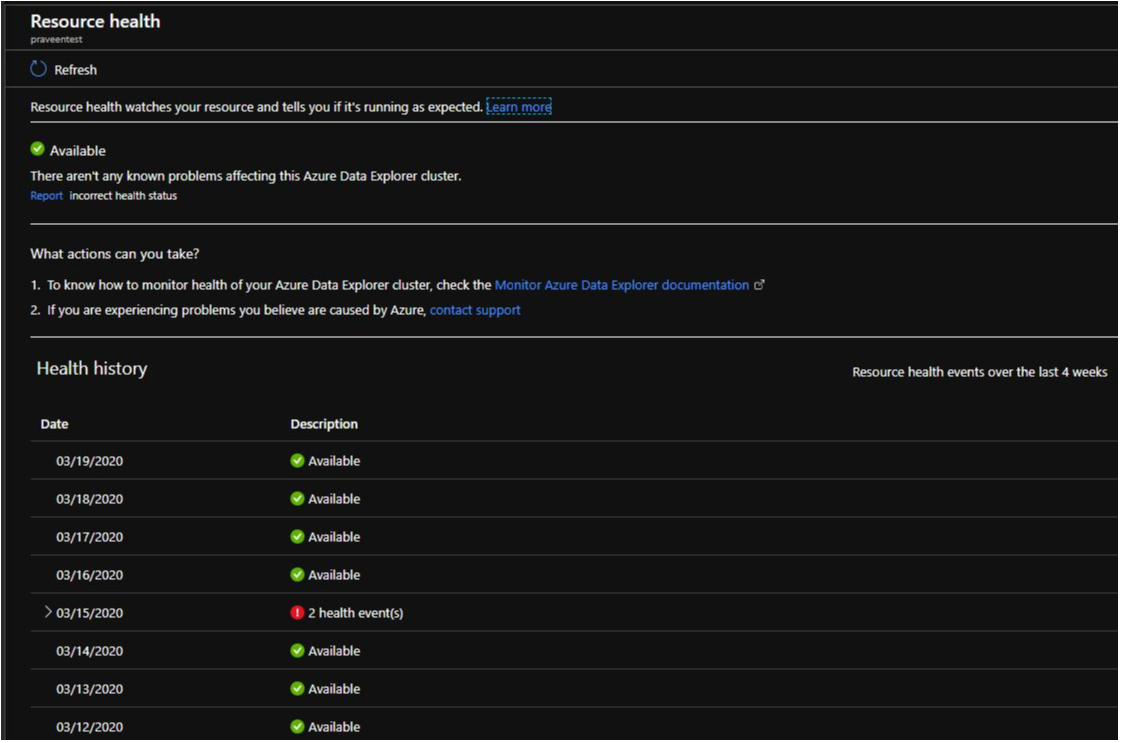 Resource health
praveentest
Refresh
Resource health watches your resource and tells you if it's running as expected. Learn more
Available
There aren't any known problems affecting this Azure Data Explorer cluster.
Report incorrect health status
What actions can you take?
1. To know how to monitor health of your Azure Data Explorer cluster, check the Monitor Azure Data Explorer documentation
2. If you are experiencing problems you believe are caused by Azure, contact support
Health history
Resource health events over the last 4 weeks
Date Description
03/19/2020 Available
03/18/2020 Available
03/17/2020 Available
03/16/2020 Available
03/15/2020 2 health event(s)
03/14/2020 Available
03/13/2020 Available
03/12/2020 Available